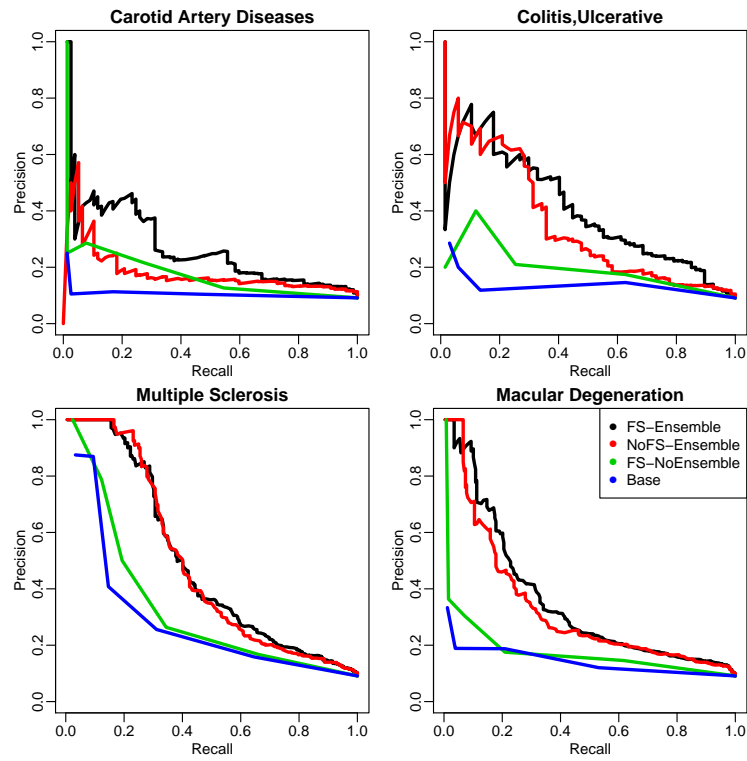 Carotid Artery Diseases
Precision
0.0 0.2 0.4 0.6 0.8 1.0
0.0 0.2 0.4 0.6 0.8 1.0
Recall
Colitis,Ulcerative
Precision
0.0 0.2 0.4 0.6 0.8 1.0
0.0 0.2 0.4 0.6 0.8 1.0
Recall
Multiple Sclerosis
Precision
0.0 0.2 0.4 0.6 0.8 1.0
0.0 0.2 0.4 0.6 0.8 1.0
Recall
Macular Degeneration
FS−Ensemble
NoFS−Ensemble
FS−NoEnsemble
Base
Precision
0.0 0.2 0.4 0.6 0.8 1.0
0.0 0.2 0.4 0.6 0.8 1.0
Recall